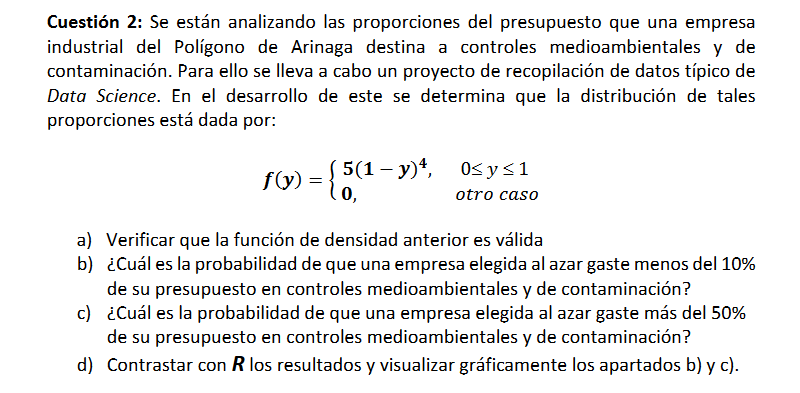 Cuestión 2: Se están analizando las proporciones del presupuesto que una empresa
industrial del Polígono de Arinaga destina a controles medioambientales y de
contaminación. Para ello se lleva a cabo un proyecto de recopilación de datos típico de
Data Science. En el desarrollo de este se determina que la distribución de tales
proporciones está dada por:
f(y) = { 5(1 − y)⁴, 0≤ y ≤ 1
0, otro caso
a) Verificar que la función de densidad anterior es válida
b) ¿Cuál es la probabilidad de que una empresa elegida al azar gaste menos del 10%
de su presupuesto en controles medioambientales y de contaminación?
c) ¿Cuál es la probabilidad de que una empresa elegida al azar gaste más del 50%
de su presupuesto en controles medioambientales y de contaminación?
d) Contrastar con R los resultados y visualizar gráficamente los apartados b) y c).